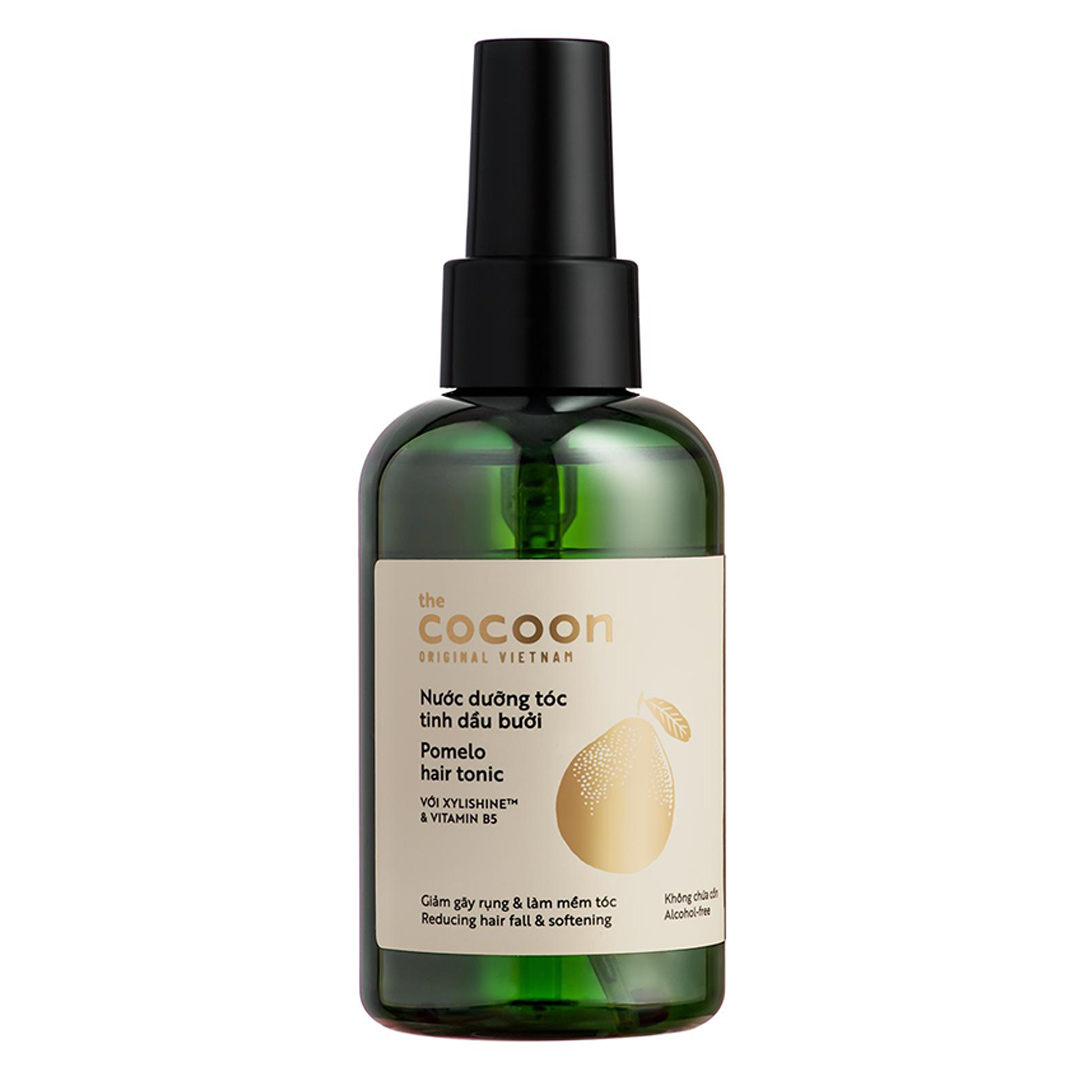 the
cocoon
ORIGINAL VIETNAM
Nước dưỡng tóc
tinh dầu bưởi
Pomelo
hair tonic
VỚI XYLISHINE™
& VITAMIN B5
Giảm gãy rụng & làm mềm tóc
Reducing hair fall & softening
Không chứa cồn
Alcohol-free